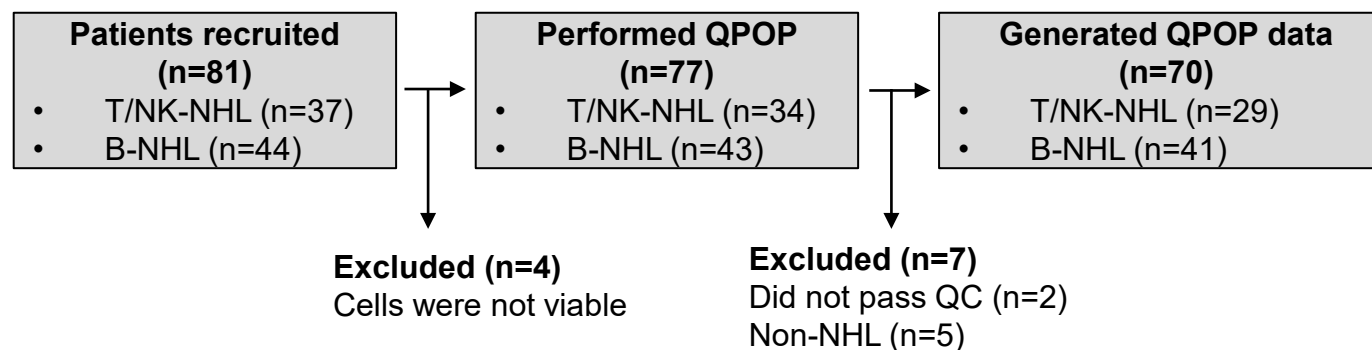 Patients recruited
(n=81)
• T/NK-NHL (n=37)
• B-NHL (n=44)
Performed QPOP
(n=77)
• T/NK-NHL (n=34)
• B-NHL (n=43)
Generated QPOP data
(n=70)
• T/NK-NHL (n=29)
• B-NHL (n=41)
Excluded (n=4)
Cells were not viable
Excluded (n=7)
Did not pass QC (n=2)
Non-NHL (n=5)